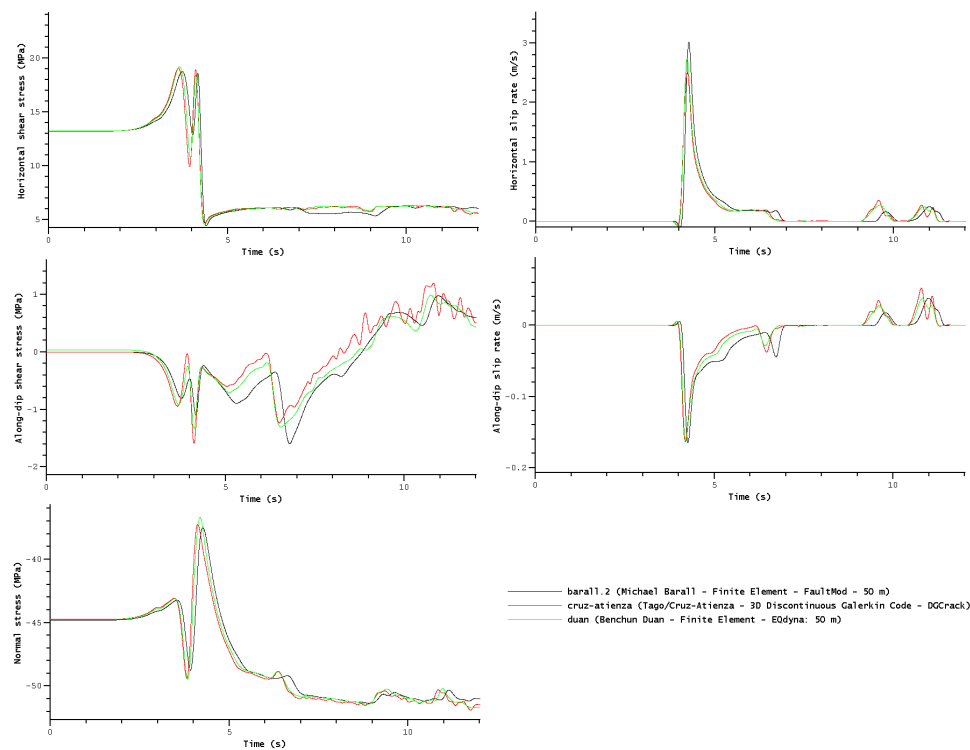 Horizontal shear stress (MPa)
20
15
10
5
0
5
10
Time (s)
Horizontal slip rate (m/s)
3
2
1
0
0
5
10
Time (s)
Along-dip shear stress (MPa)
1
0
-1
-2
0
5
10
Time (s)
Along-dip slip rate (m/s)
0
-0.1
-0.2
0
5
10
Time (s)
Normal stress (MPa)
-40
-45
-50
0
5
10
Time (s)
barall.2 (Michael Barall - Finite Element - FaultMod - 50 m)
cruz-atienza (Tago/Cruz-Atienza - 3D Discontinuous Galerkin Code - DGCrack)
duan (Benchun Duan - Finite Element - EQdyna: 50 m)